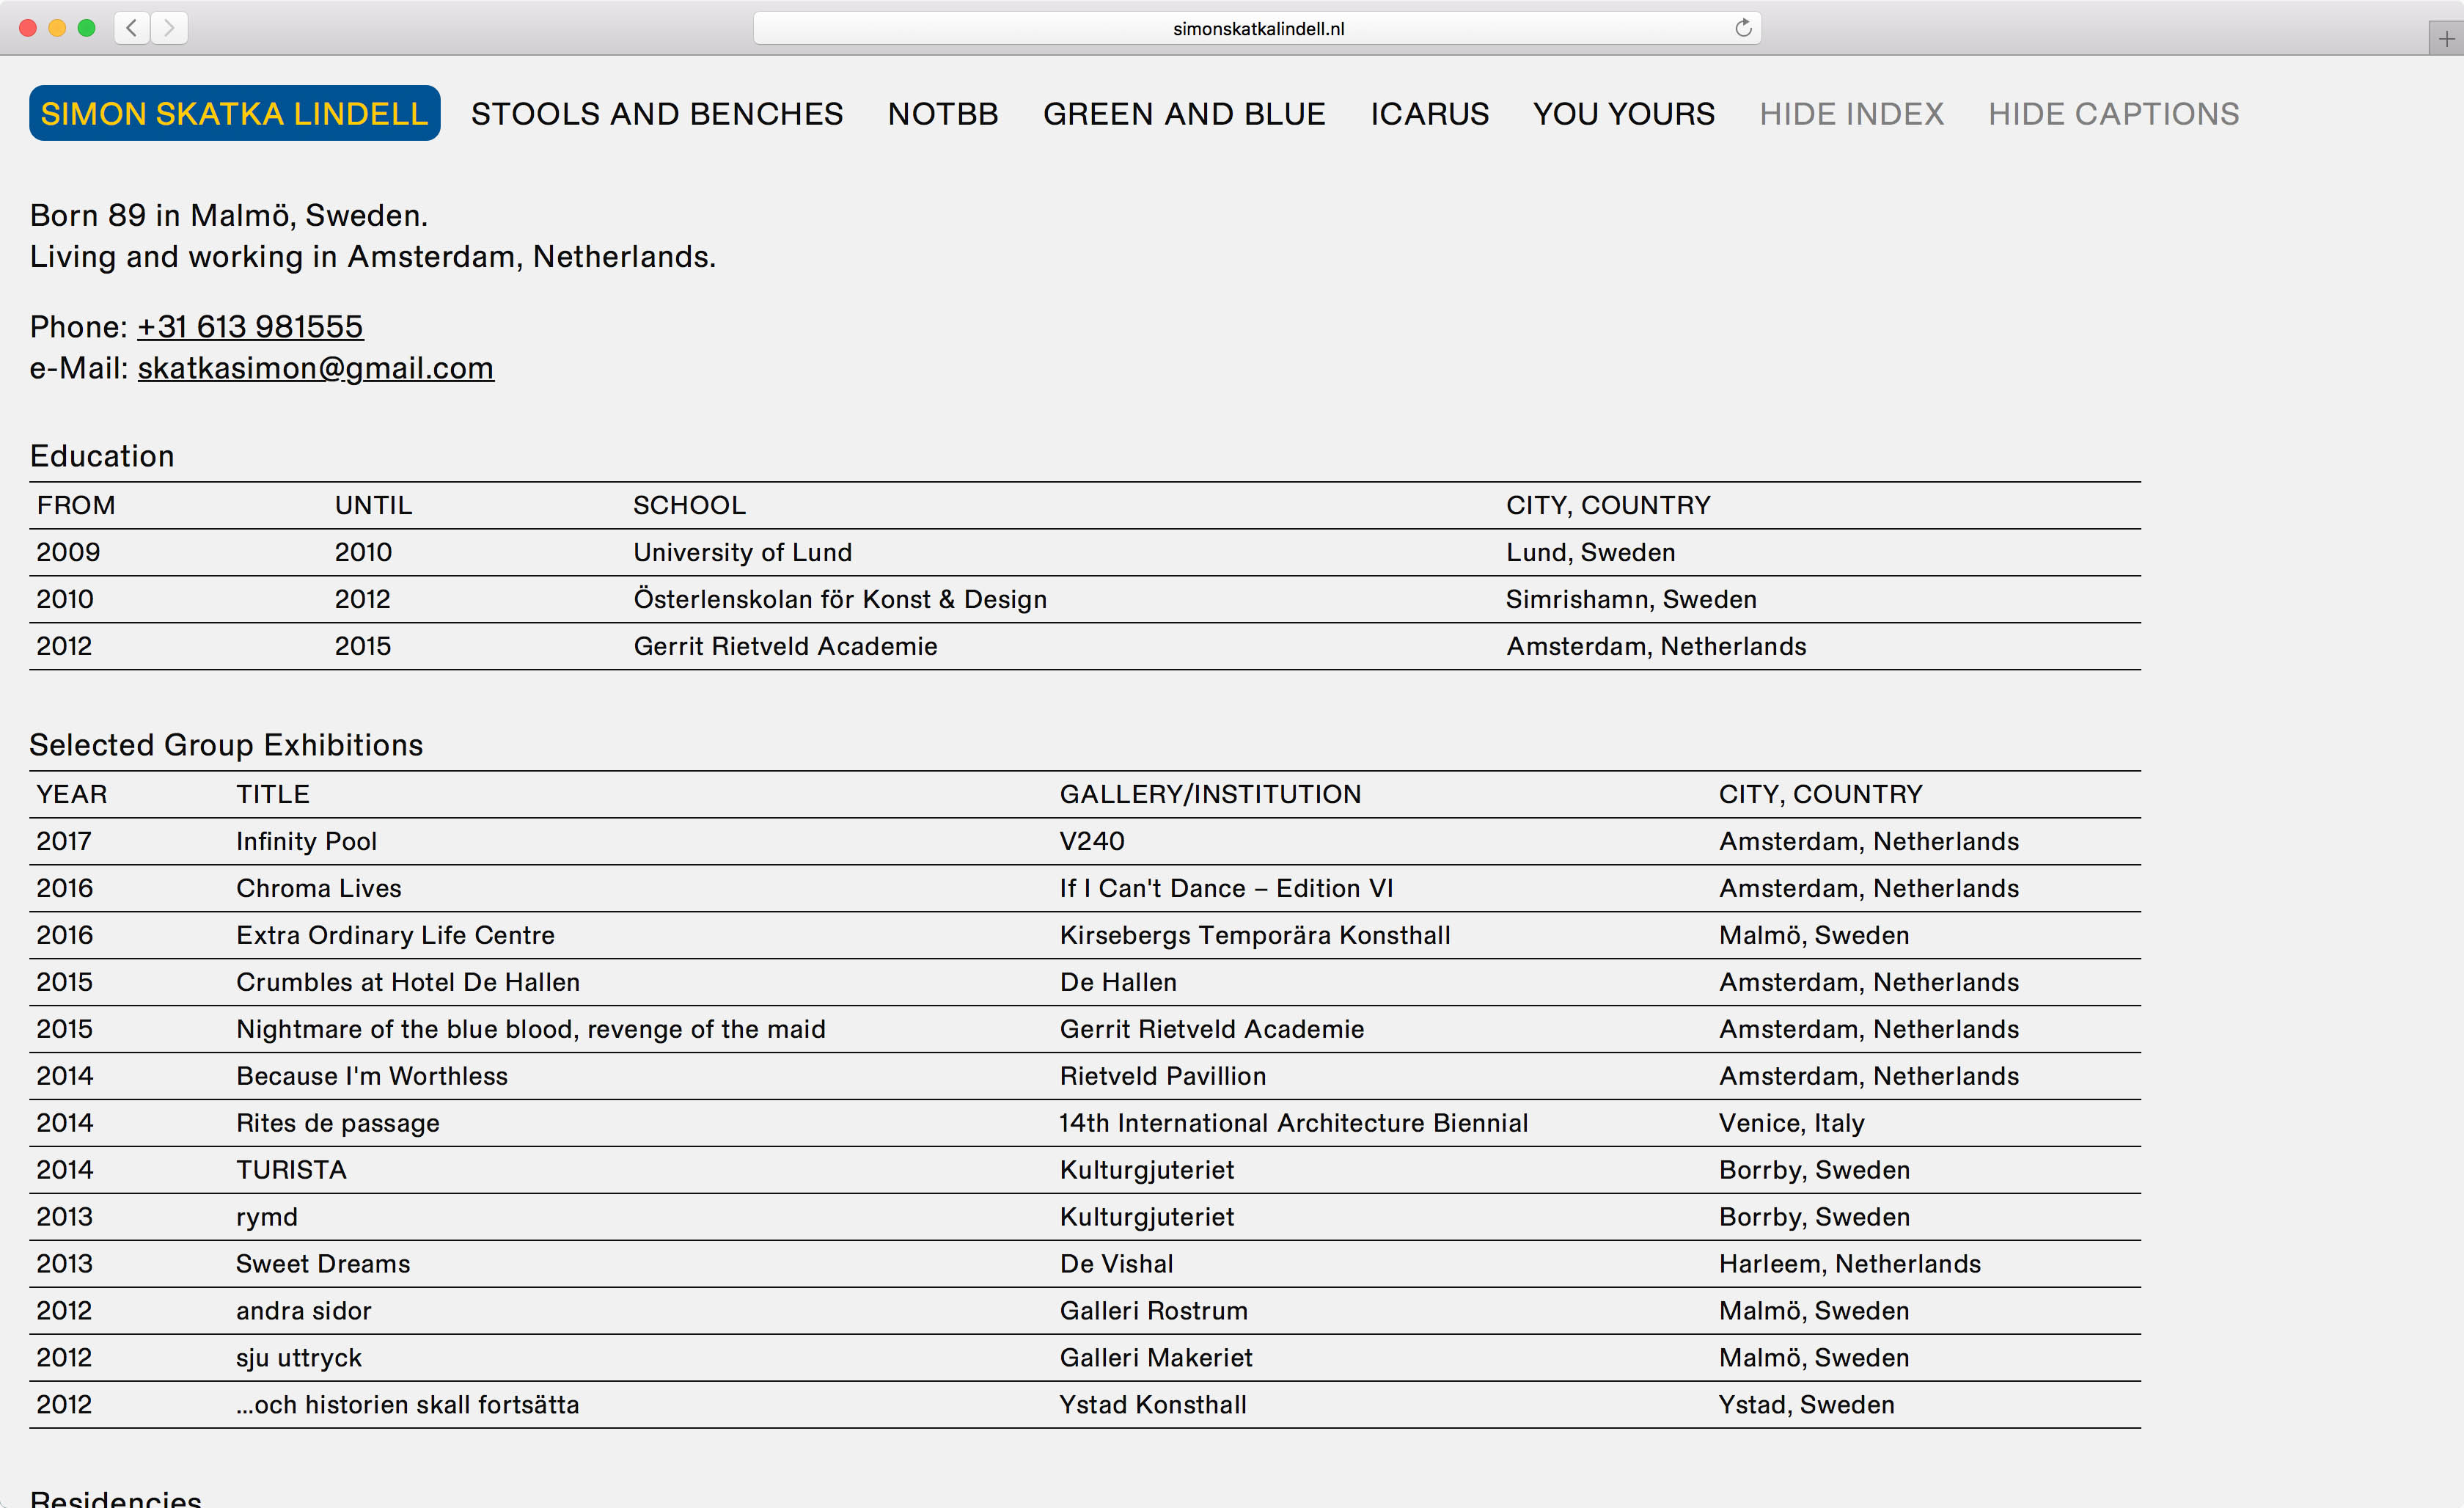 simonskatkalindell.nl
SIMON SKATKA LINDELL STOOLS AND BENCHES NOTBB GREEN AND BLUE ICARUS YOU YOURS HIDE INDEX HIDE CAPTIONS
Born 89 in Malmö, Sweden.
Living and working in Amsterdam, Netherlands.
Phone: +31 613 981555
e-Mail: skatkasimon@gmail.com
Education
FROM UNTIL SCHOOL CITY, COUNTRY
2009 2010 University of Lund Lund, Sweden
2010 2012 Österlenskolan för Konst & Design Simrishamn, Sweden
2012 2015 Gerrit Rietveld Academie Amsterdam, Netherlands
Selected Group Exhibitions
YEAR TITLE GALLERY/INSTITUTION CITY, COUNTRY
2017 Infinity Pool V240 Amsterdam, Netherlands
2016 Chroma Lives If I Can't Dance – Edition VI Amsterdam, Netherlands
2016 Extra Ordinary Life Centre Kirsebergs Temporära Konsthall Malmö, Sweden
2015 Crumbles at Hotel De Hallen De Hallen Amsterdam, Netherlands
2015 Nightmare of the blue blood, revenge of the maid Gerrit Rietveld Academie Amsterdam, Netherlands
2014 Because I'm Worthless Rietveld Pavillion Amsterdam, Netherlands
2014 Rites de passage 14th International Architecture Biennial Venice, Italy
2014 TURISTA Kulturgjuteriet Borrby, Sweden
2013 rymd Kulturgjuteriet Borrby, Sweden
2013 Sweet Dreams De Vishal Harleem, Netherlands
2012 andra sidor Galleri Rostrum Malmö, Sweden
2012 sju uttryck Galleri Makeriet Malmö, Sweden
2012 ...och historien skall fortsätta Ystad Konsthall Ystad, Sweden
Residencies